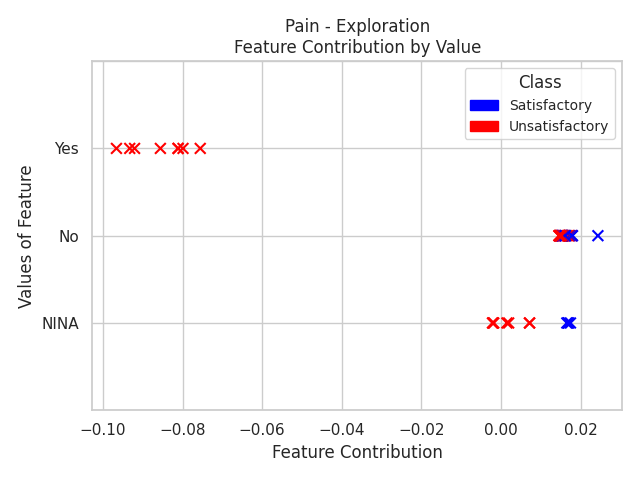 Pain - Exploration
Feature Contribution by Value
Class
Satisfactory
Unsatisfactory
Values of Feature
Yes
No
NINA
−0.10
−0.08
−0.06
−0.04
−0.02
0.00
0.02
Feature Contribution